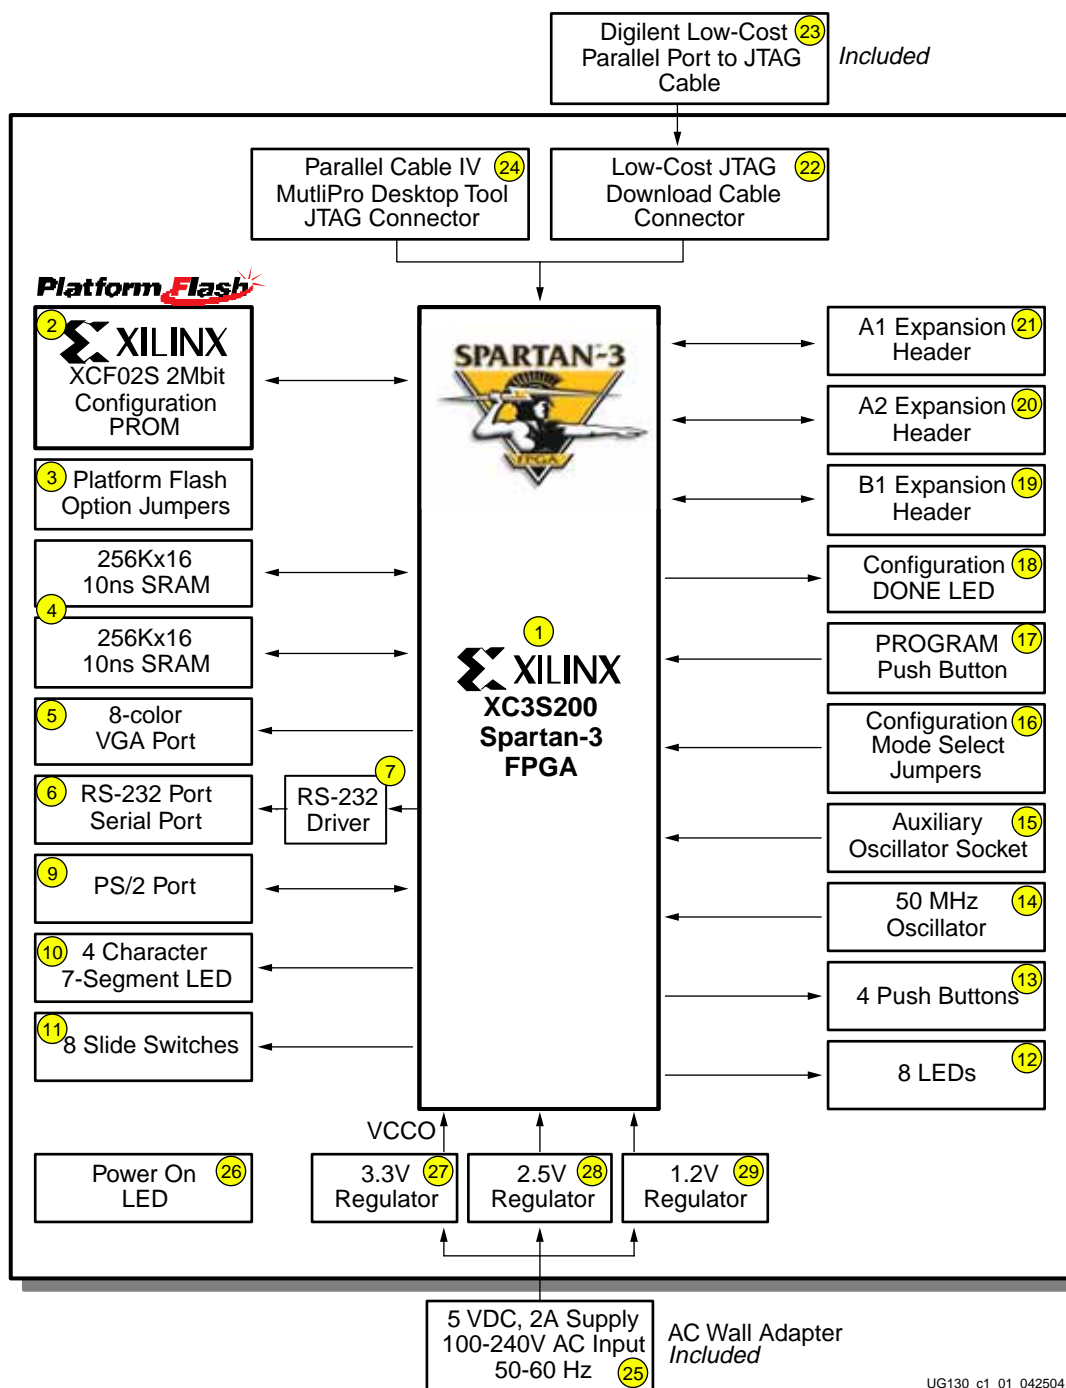 Digilent Low-Cost 23
Parallel Port to JTAG
Cable
Included
Parallel Cable IV 24
MutliPro Desktop Tool
JTAG Connector
Low-Cost JTAG 22
Download Cable
Connector
Platform Flash
2 XILINX
XCF02S 2Mbit
Configuration
PROM
3 Platform Flash
Option Jumpers
256Kx16
10ns SRAM
4
256Kx16
10ns SRAM
5 8-color
VGA Port
6 RS-232 Port
Serial Port
7
RS-232
Driver
9 PS/2 Port
10 4 Character
7-Segment LED
11 8 Slide Switches
26 Power On
LED
SPARTAN-3
FPGA
1
XILINX
XC3S200
Spartan-3
FPGA
A1 Expansion 21
Header
A2 Expansion 20
Header
B1 Expansion 19
Header
Configuration 18
DONE LED
PROGRAM 17
Push Button
Configuration 16
Mode Select
Jumpers
Auxiliary 15
Oscillator Socket
50 MHz 14
Oscillator
4 Push Buttons 13
8 LEDs 12
VCCO
3.3V 27
Regulator
2.5V 28
Regulator
1.2V 29
Regulator
5 VDC, 2A Supply
100-240V AC Input
50-60 Hz 25
AC Wall Adapter
Included
UG130_c1_01_042504